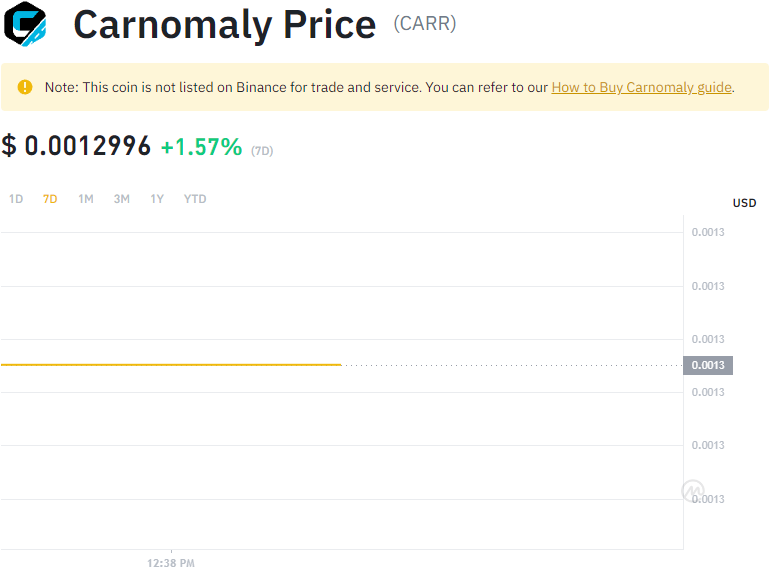 Carnomaly Price (CARR)
Note: This coin is not listed on Binance for trade and service. You can refer to our How to Buy Carnomaly guide.
$ 0.0012996 +1.57% (7D)
1D 7D 1M 3M 1Y YTD
USD
0.0013
0.0013
0.0013
0.0013
0.0013
0.0013
0.0013
12:38 PM